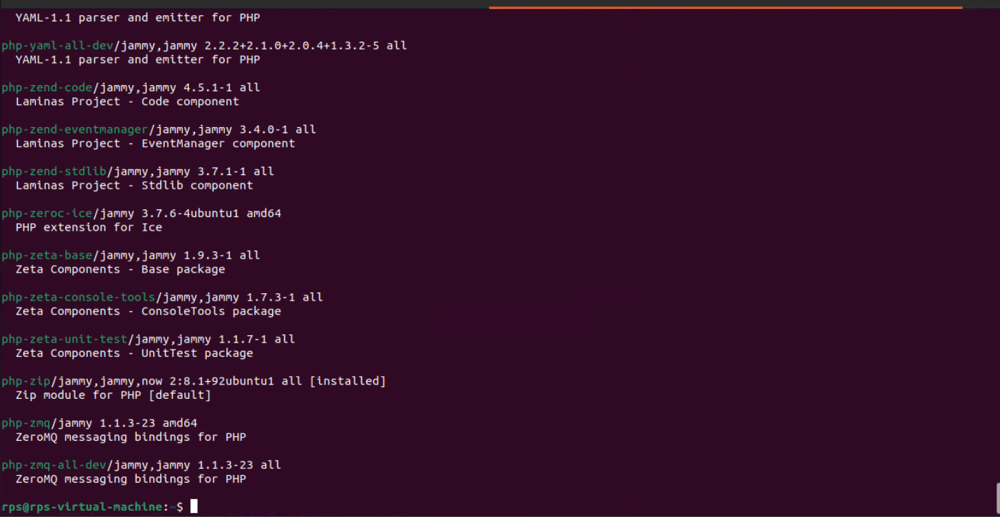 YAML-1.1 parser and emitter for PHP
php-yaml-all-dev/jammy,jammy 2.2.2+2.1.0+2.0.4+1.3.2-5 all
YAML-1.1 parser and emitter for PHP
php-zend-code/jammy,jammy 4.5.1-1 all
Laminas Project - Code component
php-zend-eventmanager/jammy,jammy 3.4.0-1 all
Laminas Project - EventManager component
php-zend-stdlib/jammy,jammy 3.7.1-1 all
Laminas Project - Stdlib component
php-zeroc-ice/jammy 3.7.6-4ubuntu1 amd64
PHP extension for Ice
php-zeta-base/jammy,jammy 1.9.3-1 all
Zeta Components - Base package
php-zeta-console-tools/jammy,jammy 1.7.3-1 all
Zeta Components - ConsoleTools package
php-zeta-unit-test/jammy,jammy 1.1.7-1 all
Zeta Components - UnitTest package
php-zip/jammy,jammy,now 2:8.1+92ubuntu1 all [installed]
Zip module for PHP [default]
php-zmq/jammy 1.1.3-23 amd64
ZeroMQ messaging bindings for PHP
php-zmq-all-dev/jammy,jammy 1.1.3-23 all
ZeroMQ messaging bindings for PHP
rps@rps-virtual-machine:~$